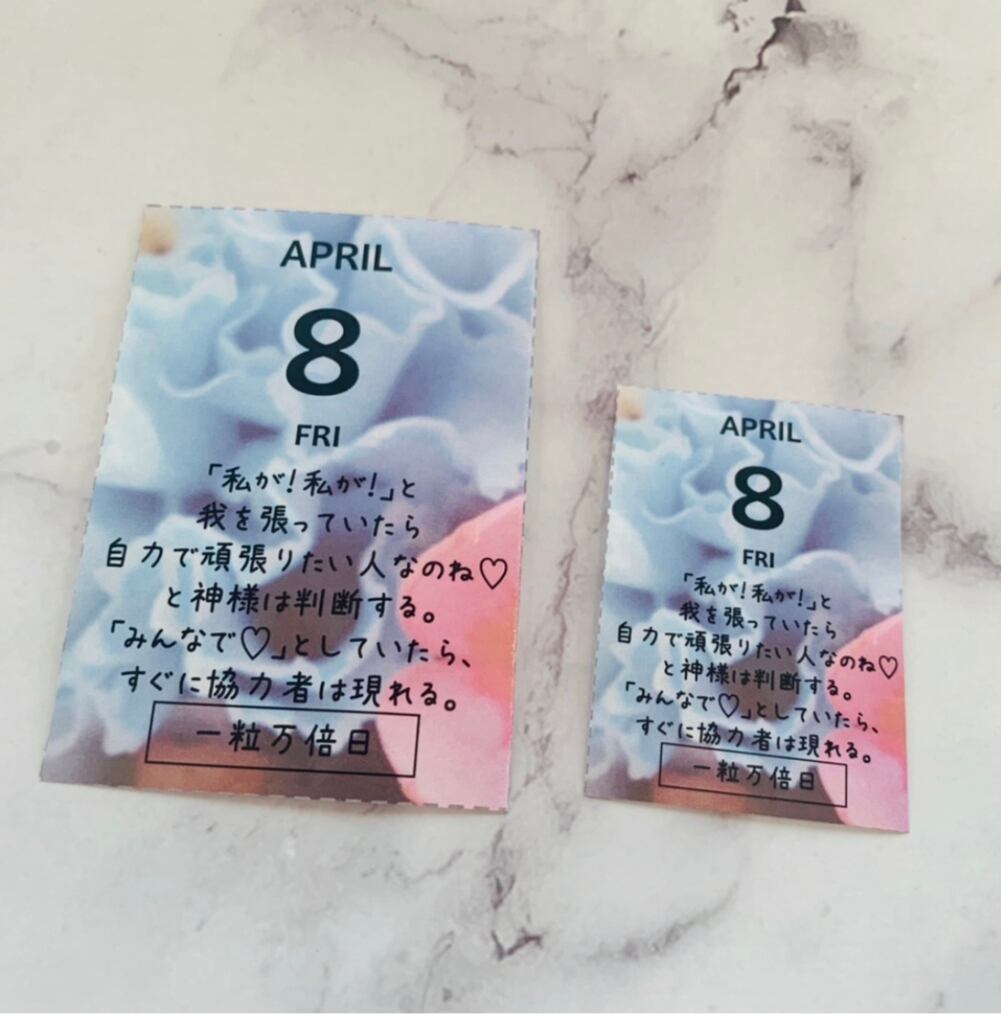 APRIL
8
FRI
「私が!私が!」と
我を張っていたら
自力で頑張りたい人なのね♡
と神様は判断する。
「みんなで♡」としていたら、
すぐに協力者は現れる。
一粒万倍日
APRIL
8
FRI
「私が!私が!」と
我を張っていたら
自力で頑張りたい人なのね♡
と神様は判断する。
「みんなで♡」としていたら、
すぐに協力者は現れる。
一粒万倍日